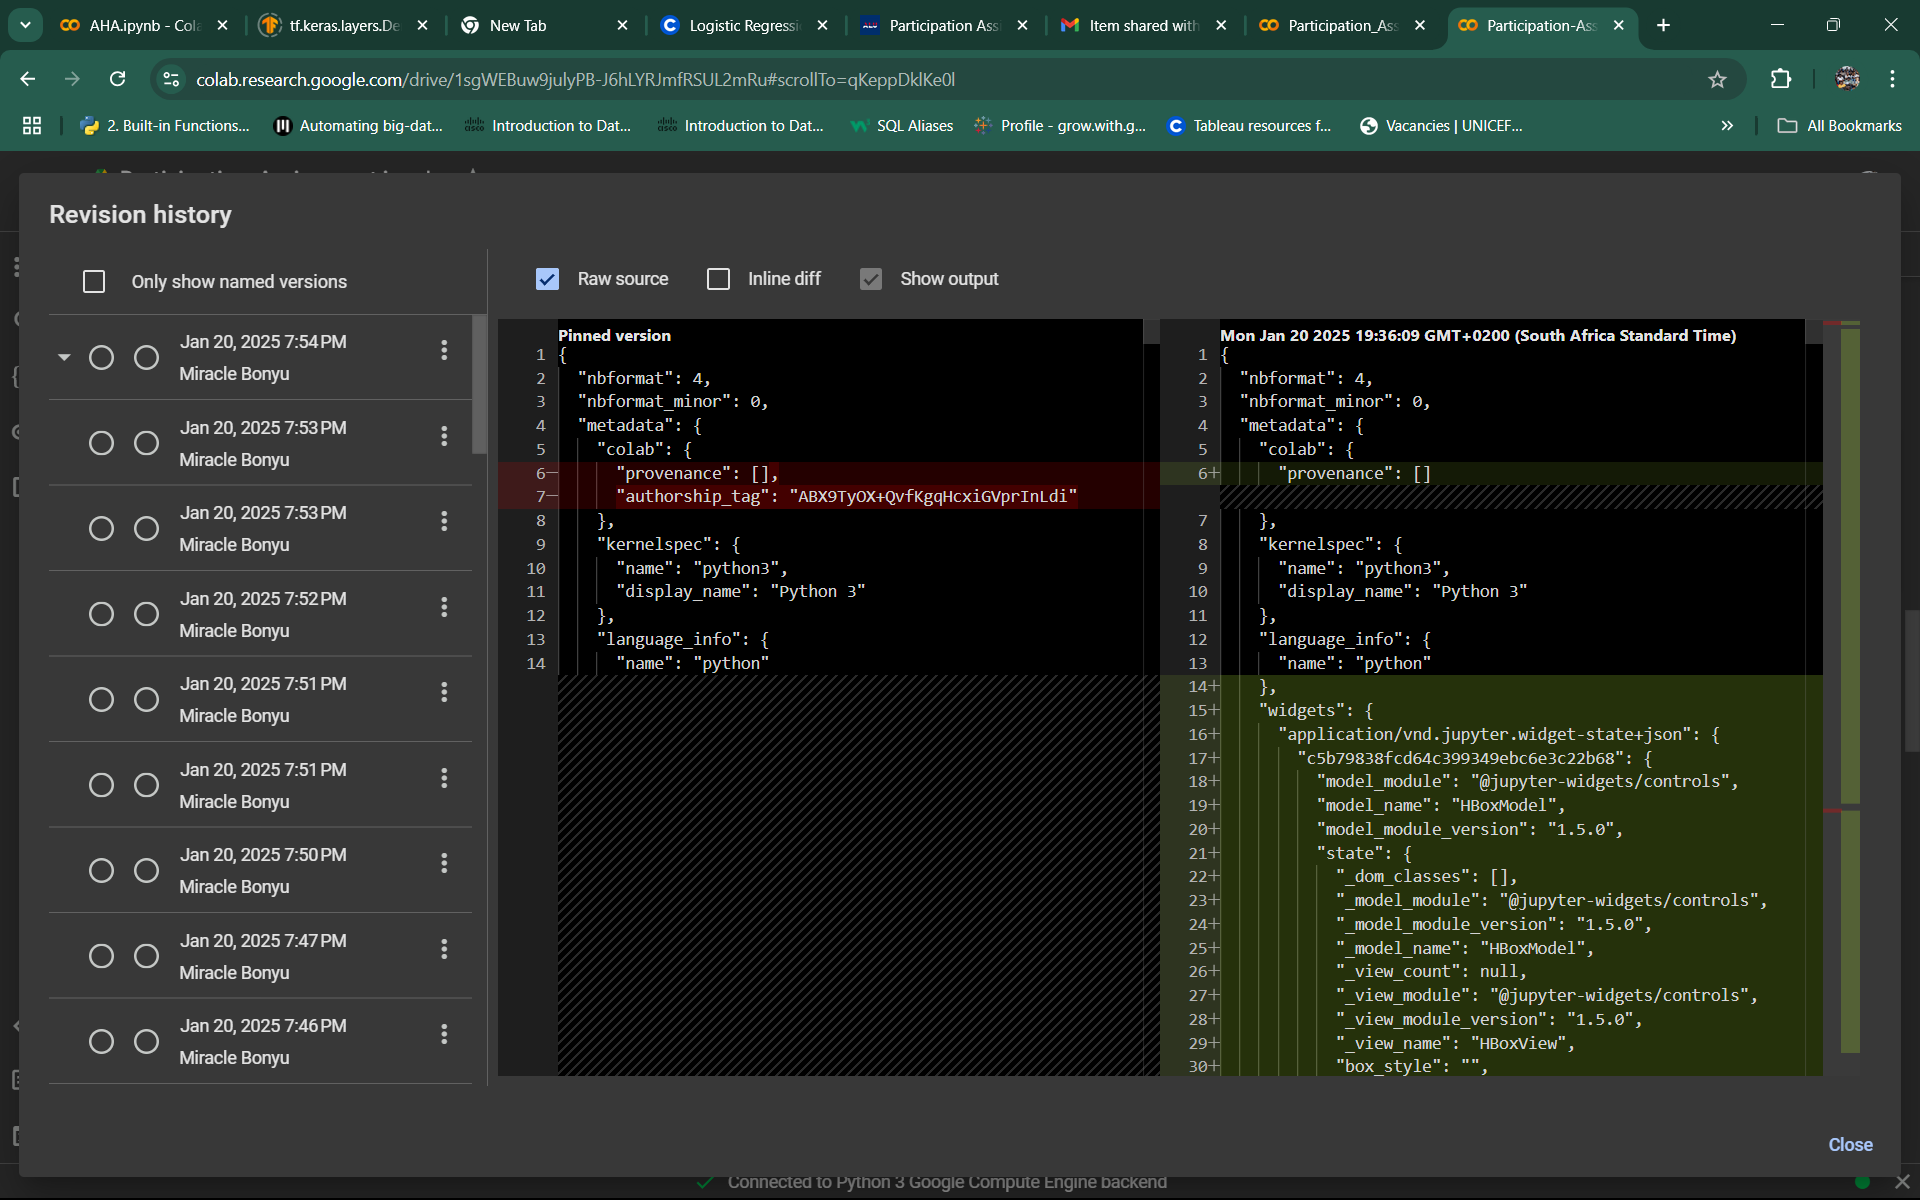 AHA.ipynb - Cola
tf.keras.layers.De
New Tab
Logistic Regressi
Participation Assi
Item shared with
Participation_Ass
Participation-Ass
colab.research.google.com/drive/1sgWEBuw9julyPB-J6hLYRJmfRSUL2mRu#scrollTo=qKeppDklKe0l
2. Built-in Functions...
Automating big-dat...
Introduction to Dat...
Introduction to Dat...
SQL Aliases
Profile - grow.with.g...
Tableau resources f...
Vacancies | UNICEF...
All Bookmarks
Revision history
Only show named versions
Raw source
Inline diff
Show output
Jan 20, 2025 7:54 PM
Miracle Bonyu
Jan 20, 2025 7:53 PM
Miracle Bonyu
Jan 20, 2025 7:53 PM
Miracle Bonyu
Jan 20, 2025 7:52 PM
Miracle Bonyu
Jan 20, 2025 7:51 PM
Miracle Bonyu
Jan 20, 2025 7:51 PM
Miracle Bonyu
Jan 20, 2025 7:50 PM
Miracle Bonyu
Jan 20, 2025 7:47 PM
Miracle Bonyu
Jan 20, 2025 7:46 PM
Miracle Bonyu
Pinned version
1 {
2 "nbformat": 4,
3 "nbformat_minor": 0,
4 "metadata": {
5 "colab": {
6− "provenance": [],
7− "authorship_tag": "ABX9TyOX+QvfKgqHcxiGVprInLdi"
8 },
9 "kernelspec": {
10 "name": "python3",
11 "display_name": "Python 3"
12 },
13 "language_info": {
14 "name": "python"
Mon Jan 20 2025 19:36:09 GMT+0200 (South Africa Standard Time)
1 {
2 "nbformat": 4,
3 "nbformat_minor": 0,
4 "metadata": {
5 "colab": {
6+ "provenance": []
7 },
8 "kernelspec": {
9 "name": "python3",
10 "display_name": "Python 3"
11 },
12 "language_info": {
13 "name": "python"
14+ },
15+ "widgets": {
16+ "application/vnd.jupyter.widget-state+json": {
17+ "c5b79838fcd64c399349ebc6e3c22b68": {
18+ "model_module": "@jupyter-widgets/controls",
19+ "model_name": "HBoxModel",
20+ "model_module_version": "1.5.0",
21+ "state": {
22+ "_dom_classes": [],
23+ "_model_module": "@jupyter-widgets/controls",
24+ "_model_module_version": "1.5.0",
25+ "_model_name": "HBoxModel",
26+ "_view_count": null,
27+ "_view_module": "@jupyter-widgets/controls",
28+ "_view_module_version": "1.5.0",
29+ "_view_name": "HBoxView",
30+ "box_style": "",
Close
Connected to Python 3 Google Compute Engine backend